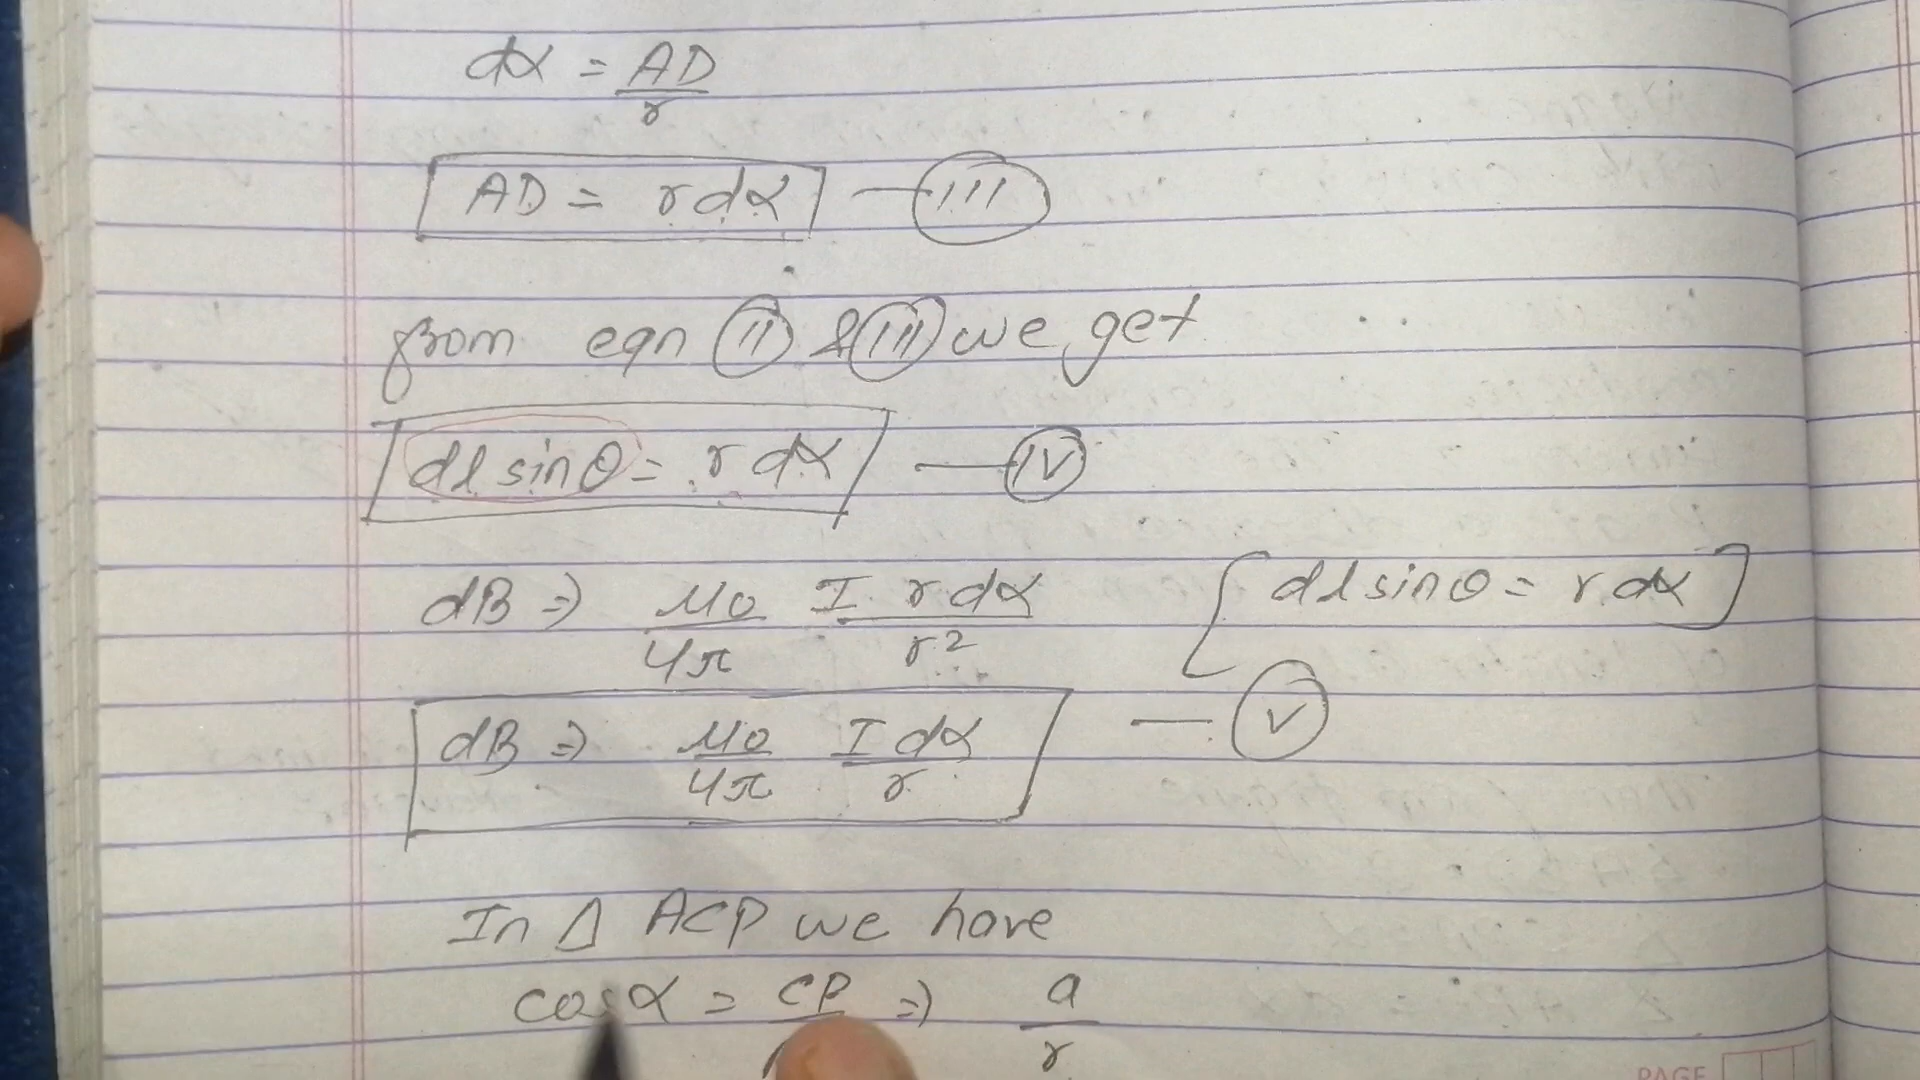 dα = AD/r
AD = r dα — (III)
from eqn (II) & (III) we get
dl sinθ = r dα — (IV)
dB ⇒ μ0/4π I r dα/r² [dl sinθ = r dα]
dB ⇒ μ0/4π I dα/r — (V)
In Δ ACP we have
cosα = CP ⇒ a/r
PAGE